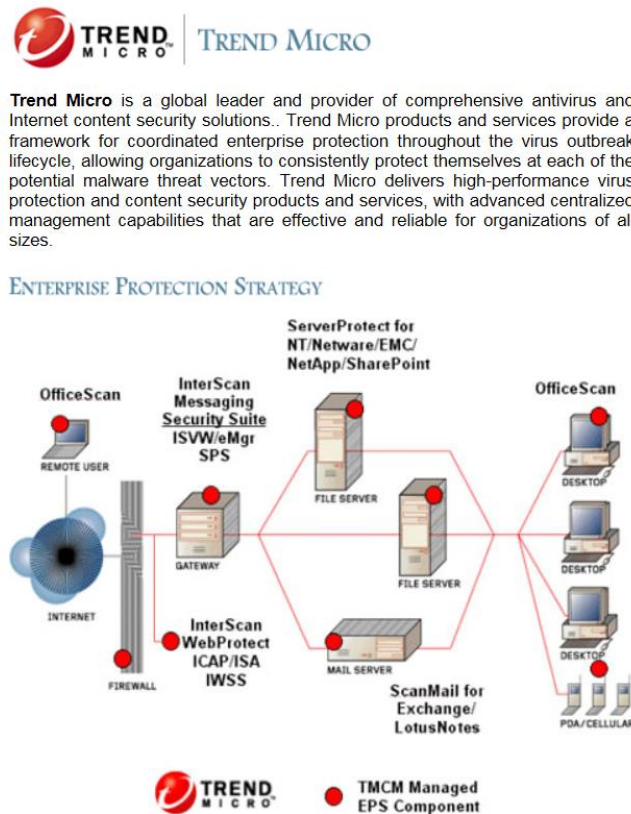 TREND MICRO™
TREND MICRO
Trend Micro is a global leader and provider of comprehensive antivirus and
Internet content security solutions.. Trend Micro products and services provide a
framework for coordinated enterprise protection throughout the virus outbreak
lifecycle, allowing organizations to consistently protect themselves at each of the
potential malware threat vectors. Trend Micro delivers high-performance virus
protection and content security products and services, with advanced centralized
management capabilities that are effective and reliable for organizations of al
sizes.
ENTERPRISE PROTECTION STRATEGY
ServerProtect for
NT/Netware/EMC/
NetApp/SharePoint
OfficeScan
InterScan
Messaging
Security Suite
ISVW/eMgr
SPS
OfficeScan
REMOTE USER
FILE SERVER
DESKTOP
GATEWAY
FILE SERVER
DESKTOP
INTERNET
InterScan
WebProtect
ICAP/ISA
IWSS
FIREWALL
MAIL SERVER
DESKTOP
ScanMail for
Exchange/
LotusNotes
PDA/CELLULAR
TREND
MICRO™
TMCM Managed
EPS Component